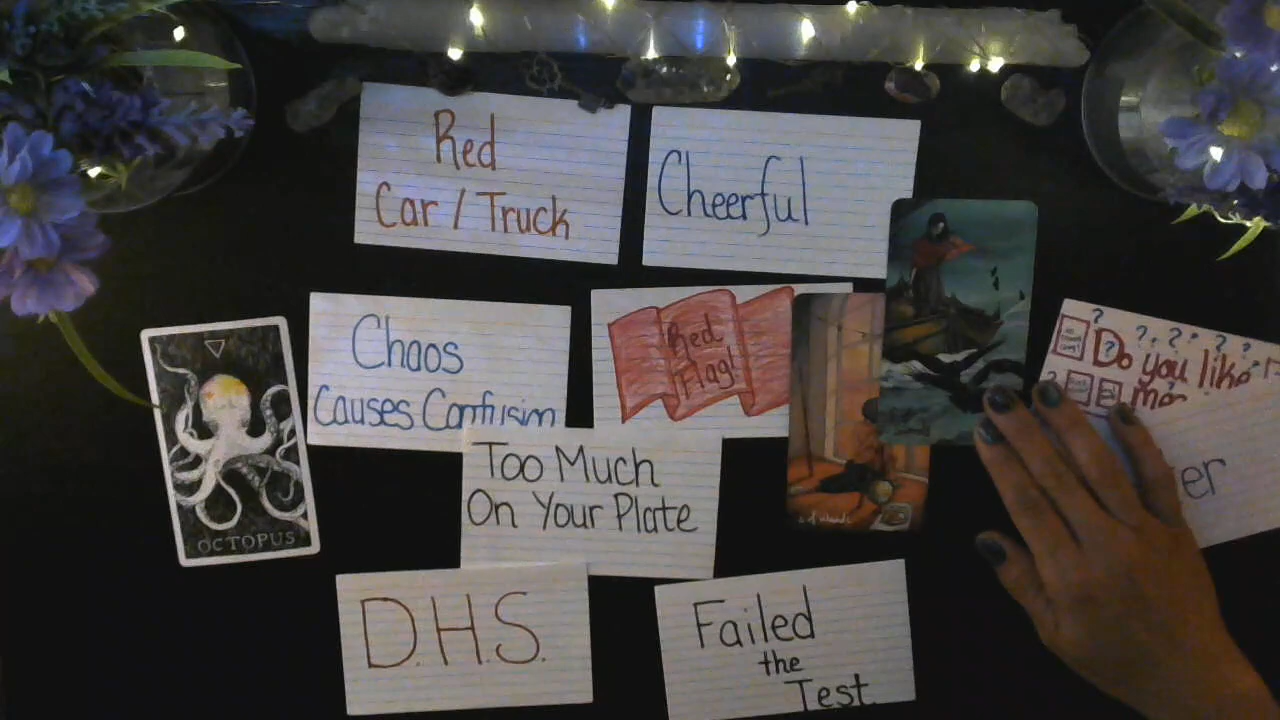 Red
Car / Truck
Cheerful
Chaos
Causes Confusion
Red
Flag!
? ? ? ? ? ? ?
Do you like
me
er
Too Much
On Your Plate
OCTOPUS
D.H.S.
Failed
the
Test